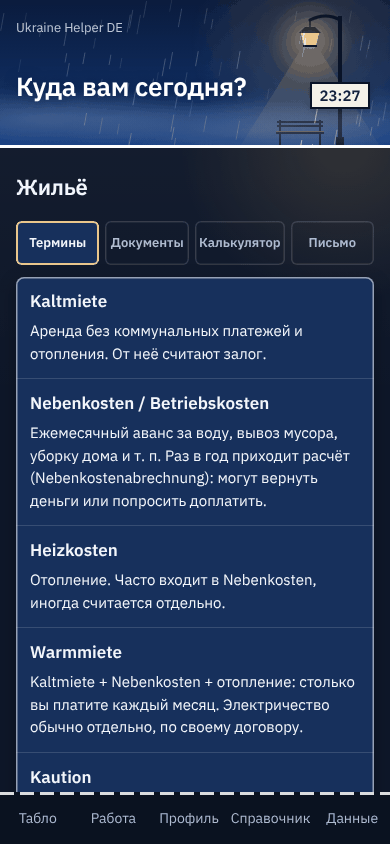 Ukraine Helper DE
Куда вам сегодня?
23:27
Жильё
Термины
Документы
Калькулятор
Письмо
Kaltmiete
Аренда без коммунальных платежей и
отопления. От неё считают залог.
Nebenkosten / Betriebskosten
Ежемесячный аванс за воду, вывоз мусора,
уборку дома и т. п. Раз в год приходит расчёт
(Nebenkostenabrechnung): могут вернуть
деньги или попросить доплатить.
Heizkosten
Отопление. Часто входит в Nebenkosten,
иногда считается отдельно.
Warmmiete
Kaltmiete + Nebenkosten + отопление: столько
вы платите каждый месяц. Электричество
обычно отдельно, по своему договору.
Kaution
Табло
Работа
Профиль
Справочник
Данные